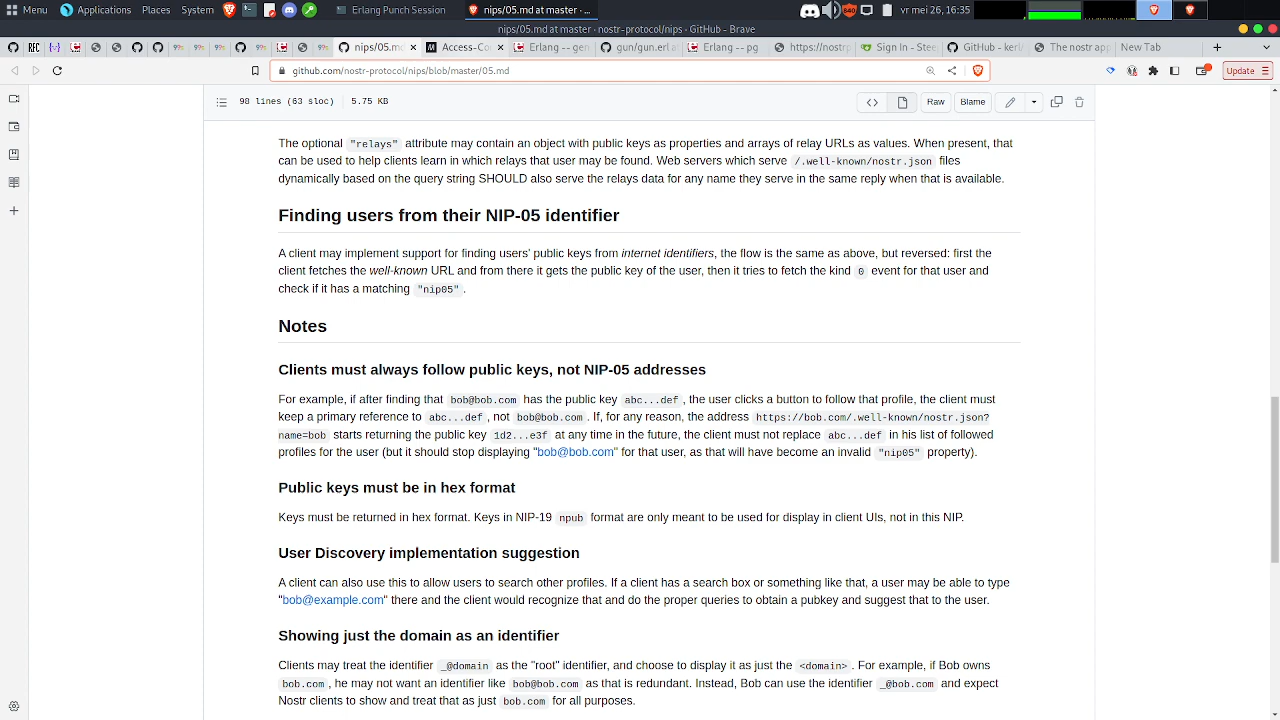 Menu Applications Places System Erlang PunchSock... nips/05.md at master -... vr mei 26, 16:35
nips/05.md at master · nostr-protocol/nips · GitHub - Brave
nips/05.md Access-Co Erlang -- gen gun/gun.erl at Erlang -- pg https://nostrp Sign In - Stee GitHub - kerl/ The nostr app New Tab
github.com/nostr-protocol/nips/blob/master/05.md Update
98 lines (63 sloc) 5.75 KB Raw Blame
The optional "relays" attribute may contain an object with public keys as properties and arrays of relay URLs as values. When present, that
can be used to help clients learn in which relays that user may be found. Web servers which serve /.well-known/nostr.json files
dynamically based on the query string SHOULD also serve the relays data for any name they serve in the same reply when that is available.
Finding users from their NIP-05 identifier
A client may implement support for finding users' public keys from internet identifiers, the flow is the same as above, but reversed: first the
client fetches the well-known URL and from there it gets the public key of the user, then it tries to fetch the kind 0 event for that user and
check if it has a matching "nip05".
Notes
Clients must always follow public keys, not NIP-05 addresses
For example, if after finding that bob@bob.com has the public key abc...def, the user clicks a button to follow that profile, the client must
keep a primary reference to abc...def, not bob@bob.com. If, for any reason, the address https://bob.com/.well-known/nostr.json?
name=bob starts returning the public key 1d2...e3f at any time in the future, the client must not replace abc...def in his list of followed
profiles for the user (but it should stop displaying "bob@bob.com" for that user, as that will have become an invalid "nip05" property).
Public keys must be in hex format
Keys must be returned in hex format. Keys in NIP-19 npub format are only meant to be used for display in client UIs, not in this NIP.
User Discovery implementation suggestion
A client can also use this to allow users to search other profiles. If a client has a search box or something like that, a user may be able to type
"bob@example.com" there and the client would recognize that and do the proper queries to obtain a pubkey and suggest that to the user.
Showing just the domain as an identifier
Clients may treat the identifier _@domain as the "root" identifier, and choose to display it as just the <domain>. For example, if Bob owns
bob.com, he may not want an identifier like bob@bob.com as that is redundant. Instead, Bob can use the identifier _@bob.com and expect
Nostr clients to show and treat that as just bob.com for all purposes.